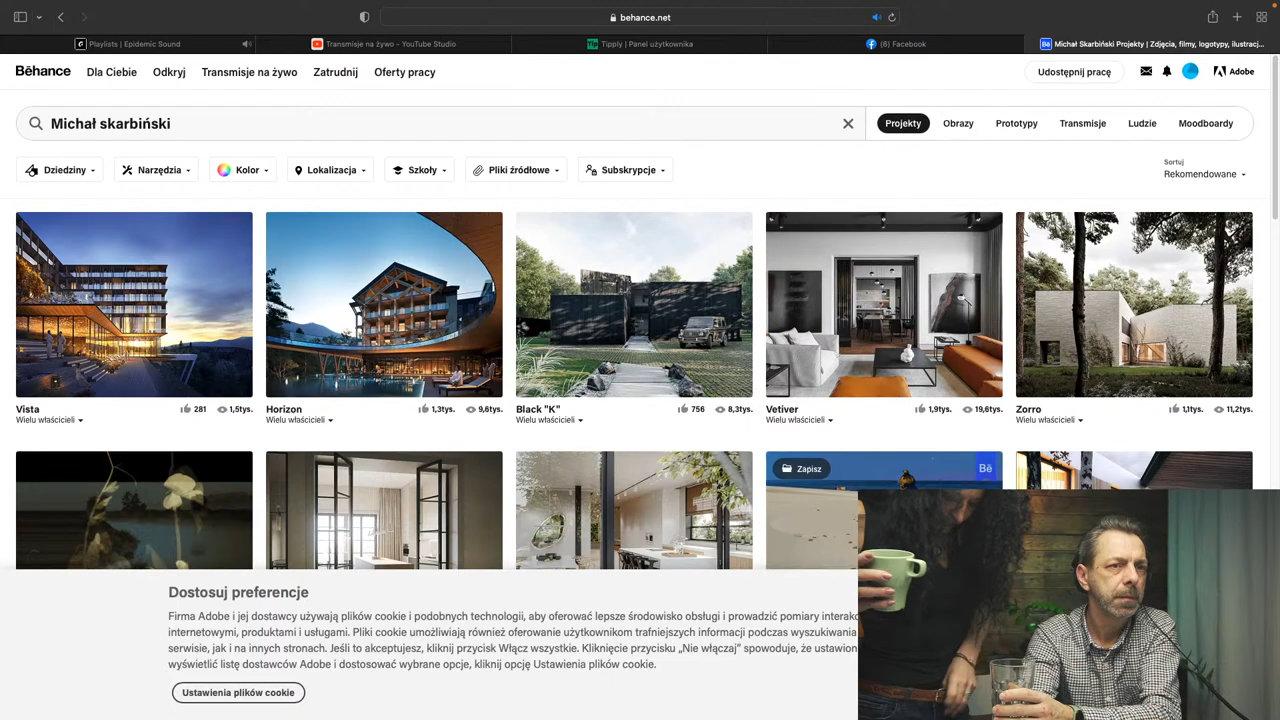 behance.net
Playlists | Epidemic Sound
Transmisje na żywo - YouTube Studio
Tipply | Panel użytkownika
(6) Facebook
Michał Skarbiński Projekty | Zdjęcia, filmy, logotypy, ilustracj...
Bēhance
Dla Ciebie
Odkryj
Transmisje na żywo
Zatrudnij
Oferty pracy
Udostępnij pracę
Adobe
Michał skarbiński
Projekty
Obrazy
Prototypy
Transmisje
Ludzie
Moodboardy
Dziedziny
Narzędzia
Kolor
Lokalizacja
Szkoły
Pliki źródłowe
Subskrypcje
Sortuj
Rekomendowane
Vista 281 1,5tys.
Wielu właścicieli
Horizon 1,3tys. 9,6tys.
Wielu właścicieli
Black "K" 756 8,3tys.
Wielu właścicieli
Vetiver 1,9tys. 19,6tys.
Wielu właścicieli
Zorro 1,1tys. 11,2tys.
Wielu właścicieli
Zapisz
Bē
Dostosuj preferencje
Firma Adobe i jej dostawcy używają plików cookie i podobnych technologii, aby oferować lepsze środowisko obsługi i prowadzić pomiary interak
internetowymi, produktami i usługami. Pliki cookie umożliwiają również oferowanie użytkownikom trafniejszych informacji podczas wyszukiwania
serwisie, jak i na innych stronach. Jeśli to akceptujesz, kliknij przycisk Włącz wszystkie. Kliknięcie przycisku „Nie włączaj” spowoduje, że ustawion
wyświetlić listę dostawców Adobe i dostosować wybrane opcje, kliknij opcję Ustawienia plików cookie.
Ustawienia plików cookie